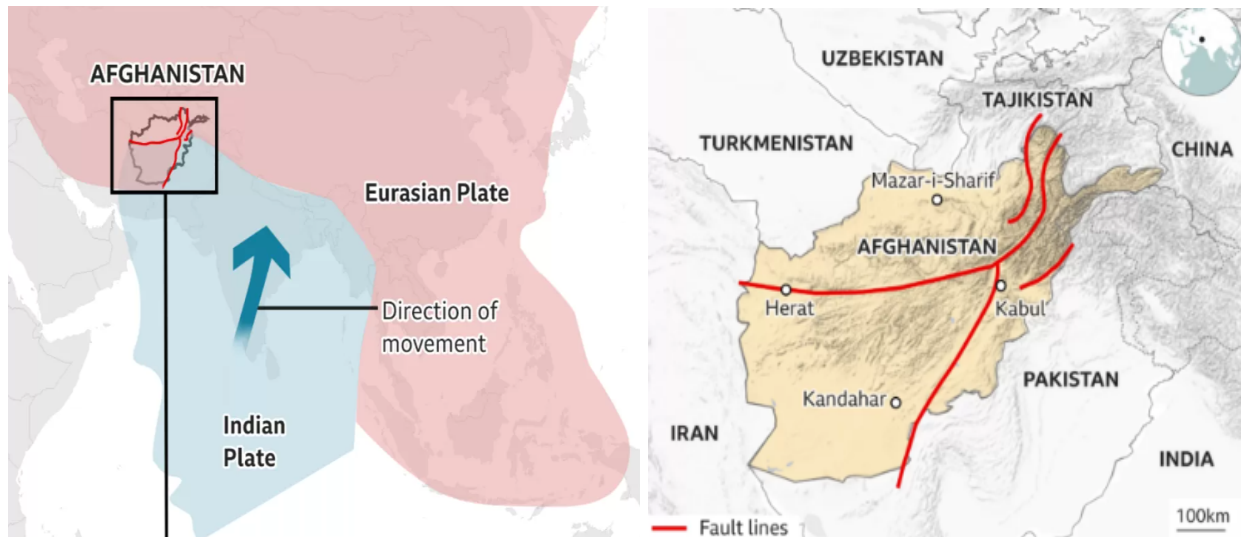 AFGHANISTAN
Eurasian Plate
Direction of
movement
Indian
Plate
UZBEKISTAN
TAJIKISTAN
TURKMENISTAN
CHINA
Mazar-i-Sharif
AFGHANISTAN
Herat
Kabul
Kandahar
PAKISTAN
IRAN
INDIA
Fault lines
100km